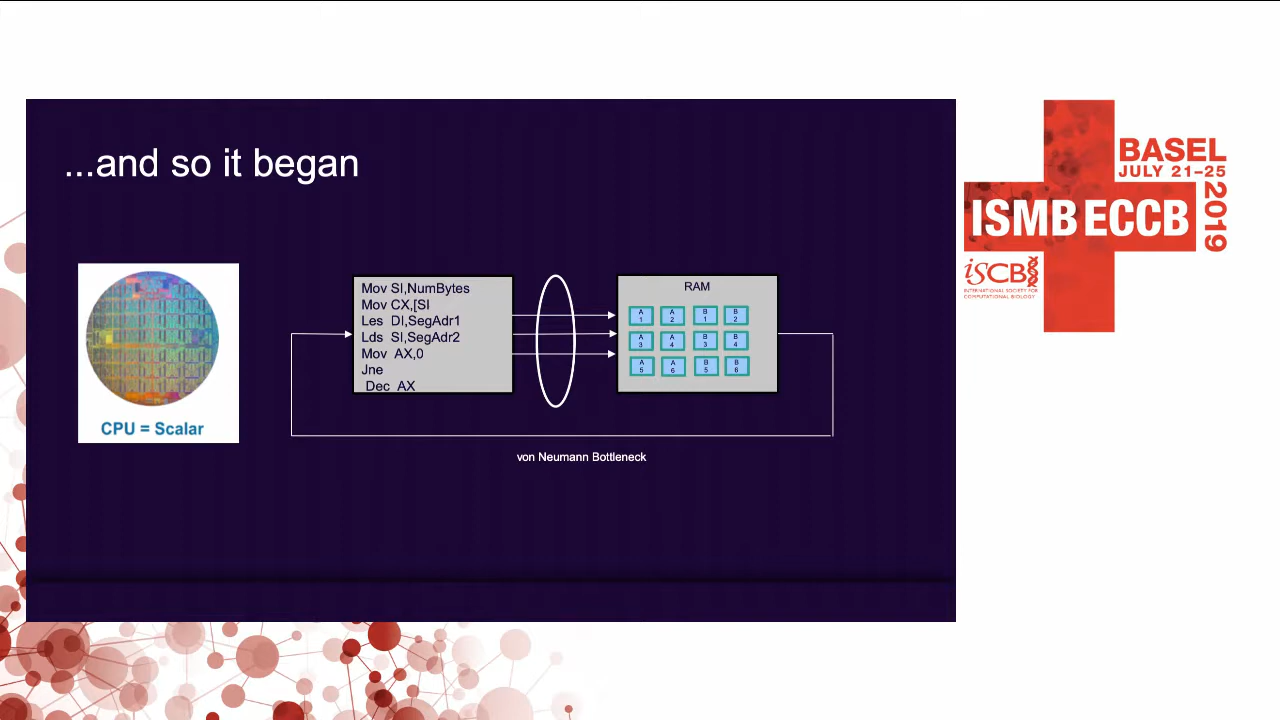 ...and so it began
CPU = Scalar
Mov SI,NumBytes
Mov CX,[SI
Les DI,SegAdr1
Lds SI,SegAdr2
Mov AX,0
Jne
Dec AX
RAM
A 1
A 2
B 1
B 2
A 3
A 4
B 3
B 4
A 5
A 6
B 5
B 6
von Neumann Bottleneck
BASEL
JULY 21–25
2019
ISMB ECCB
ISCB
INTERNATIONAL SOCIETY FOR
COMPUTATIONAL BIOLOGY